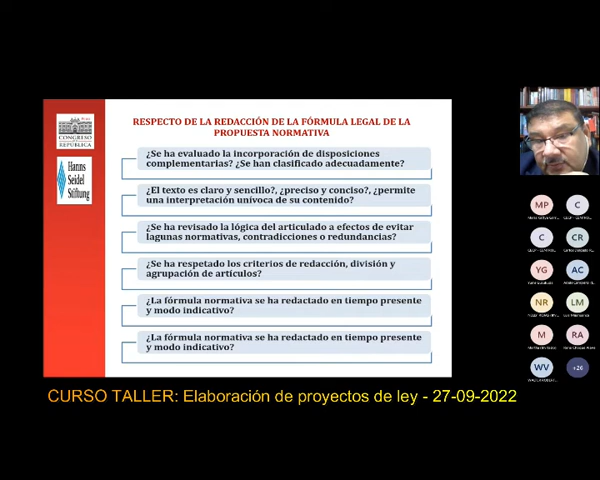 CONGRESO
REPÚBLICA
Hanns
Seidel
Stiftung
RESPECTO DE LA REDACCIÓN DE LA FÓRMULA LEGAL DE LA
PROPUESTA NORMATIVA
¿Se ha evaluado la incorporación de disposiciones
complementarias? ¿Se han clasificado adecuadamente?
¿El texto es claro y sencillo?, ¿preciso y conciso?, ¿permite
una interpretación unívoca de su contenido?
¿Se ha revisado la lógica del articulado a efectos de evitar
lagunas normativas, contradicciones o redundancias?
¿Se ha respetado los criterios de redacción, división y
agrupación de artículos?
¿La fórmula normativa se ha redactado en tiempo presente
y modo indicativo?
¿La fórmula normativa se ha redactado en tiempo presente
y modo indicativo?
MP
C
C
CR
YG
AC
NR
LM
M
RA
WV
+26
CURSO TALLER: Elaboración de proyectos de ley - 27-09-2022